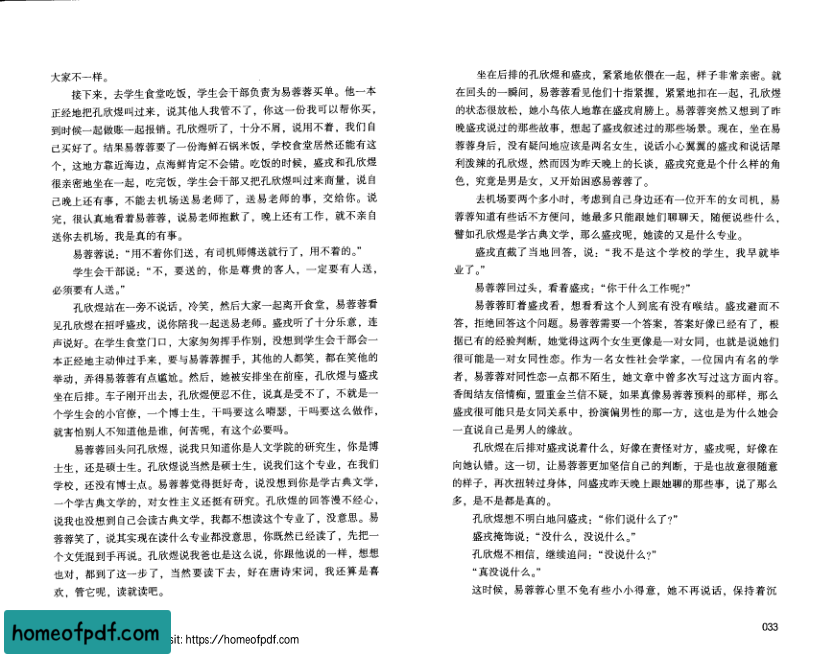 大家不一样。
接下来，去学生食堂吃饭，学生会干部负责为易蓉蓉买单。他一本
正经地把孔欣煜叫过来，说其他人我管不了，你这一份我可以帮你买，
到时候一起做账一起报销。孔欣煜听了，十分不屑，说用不着，我们自
己买好了。结果易蓉蓉要了一份海鲜石锅米饭，学校食堂居然还能有这
个，这地方靠近海边，点海鲜肯定不会错。吃饭的时候，盛戎和孔欣煜
很亲密地坐在一起，吃完饭，学生会干部又把孔欣煜叫过来商量，说自
己晚上还有事，不能去机场送易老师了，送易老师的事，交给你。说
完，很认真地看着易蓉蓉，说易老师抱歉了，晚上还有工作，就不亲自
送你去机场，我是真的有事。
易蓉蓉说：“用不着你们送，有司机师傅送就行了，用不着的。”
学生会干部说：“不，要送的，你是尊贵的客人，一定要有人送，
必须要有人送。”
孔欣煜站在一旁不说话，冷笑，然后大家一起离开食堂，易蓉蓉看
见孔欣煜在招呼盛戎，说你陪我一起送易老师。盛戎听了十分乐意，连
声说好。在学生食堂门口，大家匆匆挥手作别，没想到学生会干部会一
本正经地主动伸过手来，要与易蓉蓉握手，其他的人都笑，都在笑他的
举动，弄得易蓉蓉有点尴尬。然后，她被安排坐在前座，孔欣煜与盛戎
坐在后排。车子刚开出去，孔欣煜便忍不住，说真是受不了，不就是一
个学生会的小官僚，一个博士生，干吗要这么嘚瑟，干吗要这么做作，
就害怕别人不知道他是谁，何苦呢，有这个必要吗。
易蓉蓉回头问孔欣煜，说我只知道你是人文学院的研究生，你是博
士生，还是硕士生。孔欣煜说当然是硕士生，说我们这个专业，在我们
学校，还没有博士点。易蓉蓉觉得挺好奇，说没想到你是学古典文学，
一个学古典文学的，对女性主义还挺有研究。孔欣煜的回答漫不经心，
说我也没想到自己会读古典文学，我都不想读这个专业了，没意思。易
蓉蓉笑了，说其实现在读什么专业都没意思，你既然已经读了，先把一
个文凭混到手再说。孔欣煜说我爸也是这么说，你跟他说的一样，想想
也对，都到了这一步了，当然要读下去，好在唐诗宋词，我还算是喜
欢，管它呢，读就读吧。
坐在后排的孔欣煜和盛戎，紧紧地依偎在一起，样子非常亲密。就
在回头的一瞬间，易蓉蓉看见他们十指紧握，紧紧地扣在一起，孔欣煜
的状态很放松，她小鸟依人地靠在盛戎肩膀上。易蓉蓉突然又想到了昨
晚盛戎说过的那些故事，想起了盛戎叙述过的那些场景。现在，坐在易
蓉蓉身后，没有疑问地应该是两名女生，说话小心翼翼的盛戎和说话犀
利泼辣的孔欣煜，然而因为昨天晚上的长谈，盛戎究竟是个什么样的角
色，究竟是男是女，又开始困惑易蓉蓉了。
去机场要两个多小时，考虑到自己身边还有一位开车的女司机，易
蓉蓉知道有些话不方便问，她最多只能跟她们聊聊天，随便说些什么，
譬如孔欣煜是学古典文学，那么盛戎呢，她读的又是什么专业。
盛戎直截了当地回答，说：“我不是这个学校的学生，我早就毕
业了。”
易蓉蓉回过头，看着盛戎：“你干什么工作呢？”
易蓉蓉盯着盛戎看，想看看这个人到底有没有喉结。盛戎避而不
答，拒绝回答这个问题。易蓉蓉需要一个答案，答案好像已经有了，根
据已有的经验判断，她觉得这两个女生更像是一对女同，也就是说她们
很可能是一对女同性恋。作为一名女性社会学家，一位国内有名的学
者，易蓉蓉对同性恋一点都不陌生，她文章中曾多次写过这方面内容。
香闺结友倍情痴，盟重金兰信不疑，如果真像易蓉蓉预料的那样，那么
盛戎很可能只是女同关系中，扮演偏男性的那一方，这也是为什么她会
一直说自己是男人的缘故。
孔欣煜在后排对盛戎说着什么，好像在责怪对方，盛戎呢，好像在
向她认错。这一切，让易蓉蓉更加坚信自己的判断，于是也故意很随意
的样子，再次扭转过身体，问盛戎昨天晚上跟她聊的那些事，说了那么
多，是不是都是真的。
孔欣煜想不明白地问盛戎：“你们说什么了？”
盛戎掩饰说：“没什么，没说什么。”
孔欣煜不相信，继续追问：“没说什么？”
“真没说什么。”
这时候，易蓉蓉心里不免有些小小得意，她不再说话，保持着沉
033
homeofpdf.com
sit: https://homeofpdf.com